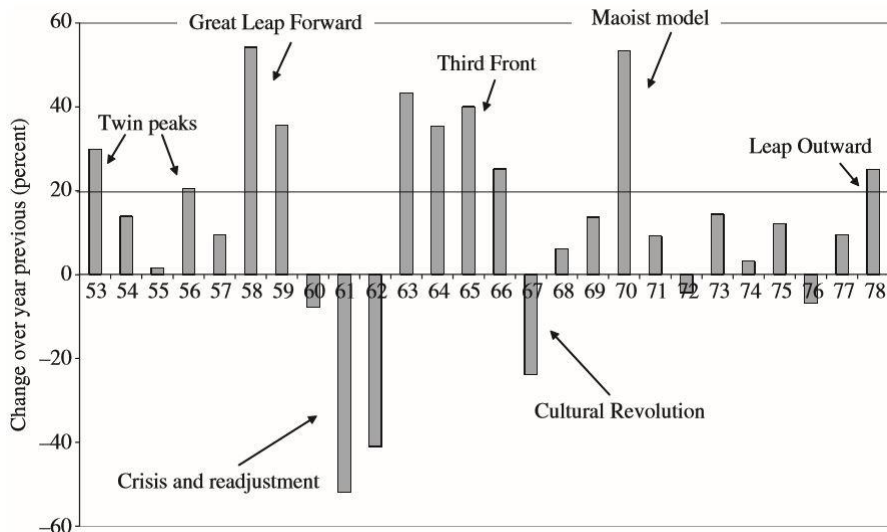 60
Great Leap Forward
Maoist model
40
Third Front
Twin peaks
Leap Outward
20
0
53 54 55 56 57 58 59 60 61 62 63 64 65 66 67 68 69 70 71 72 73 74 75 76 77 78
–20
Cultural Revolution
–40
Crisis and readjustment
–60
Change over year previous (percent)